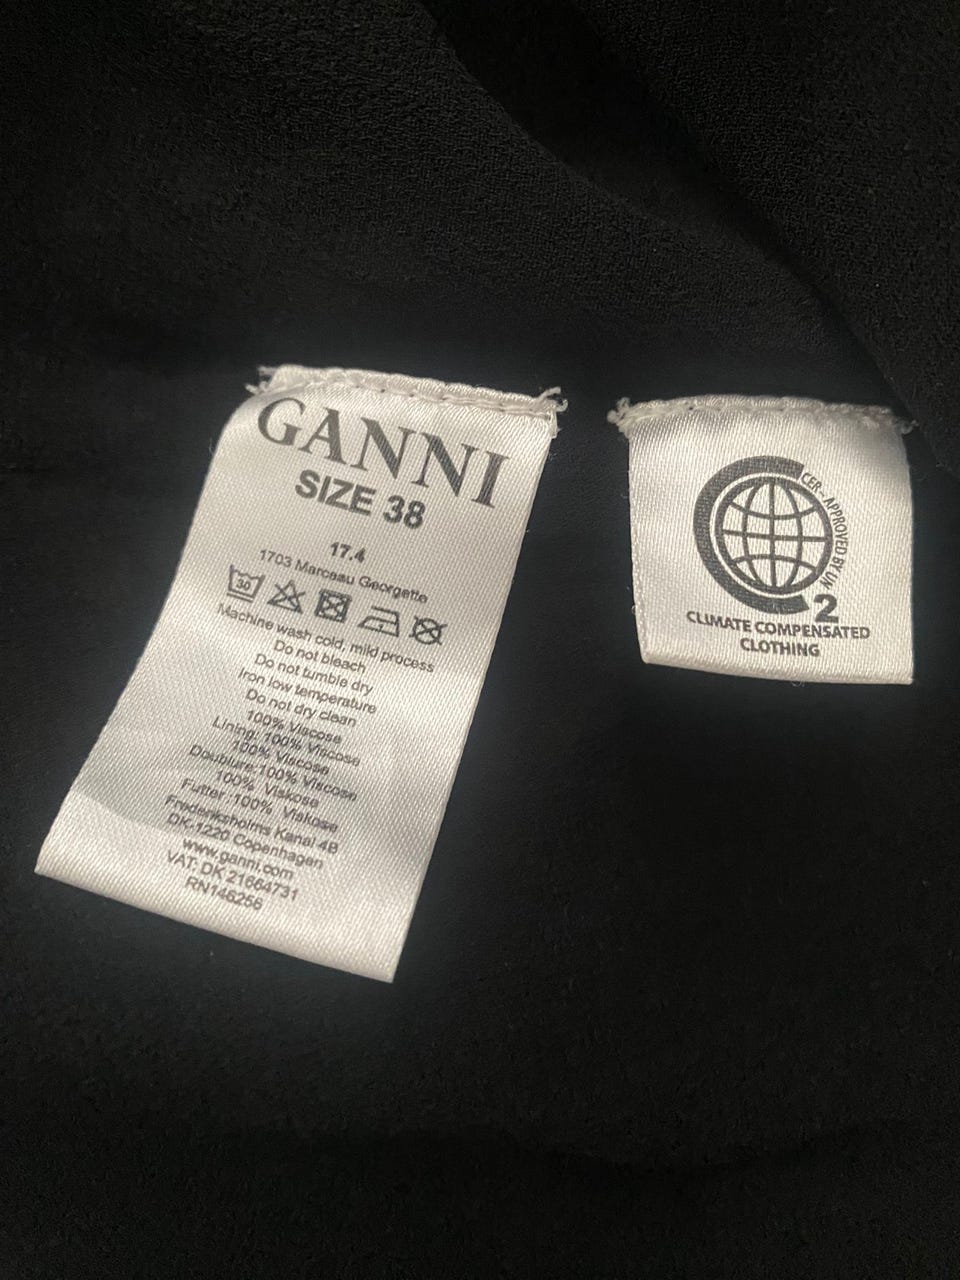 GANNI
SIZE 38
17.4
1703 Marceau Georgette
30
Machine wash cold, mild process
Do not bleach
Do not tumble dry
Iron low temperature
Do not dry clean
100% Viscose
Lining: 100% Viscose
100% Viscose
Doublure: 100% Viscose
100% Viskose
Futter :100% Viskose
Frederiksholms Kanal 4B
DK-1220 Copenhagen
www.ganni.com
VAT: DK 21664731
RN146256
CER-APPROVED BY UN
2
CLIMATE COMPENSATED
CLOTHING